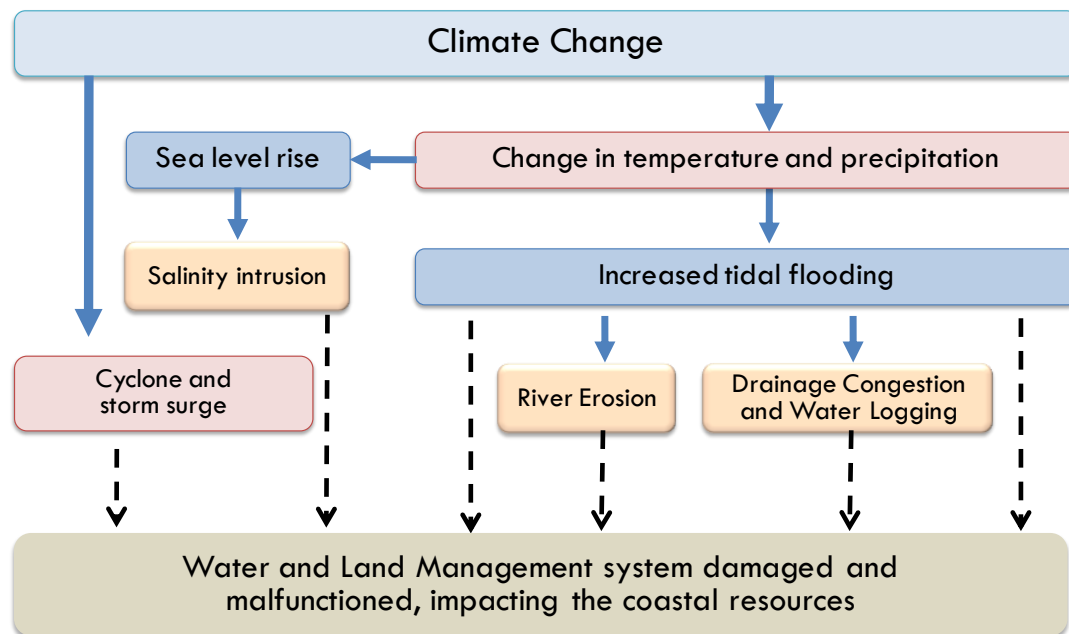 Climate Change
Sea level rise
Change in temperature and precipitation
Salinity intrusion
Increased tidal flooding
Cyclone and
storm surge
River Erosion
Drainage Congestion
and Water Logging
Water and Land Management system damaged and
malfunctioned, impacting the coastal resources